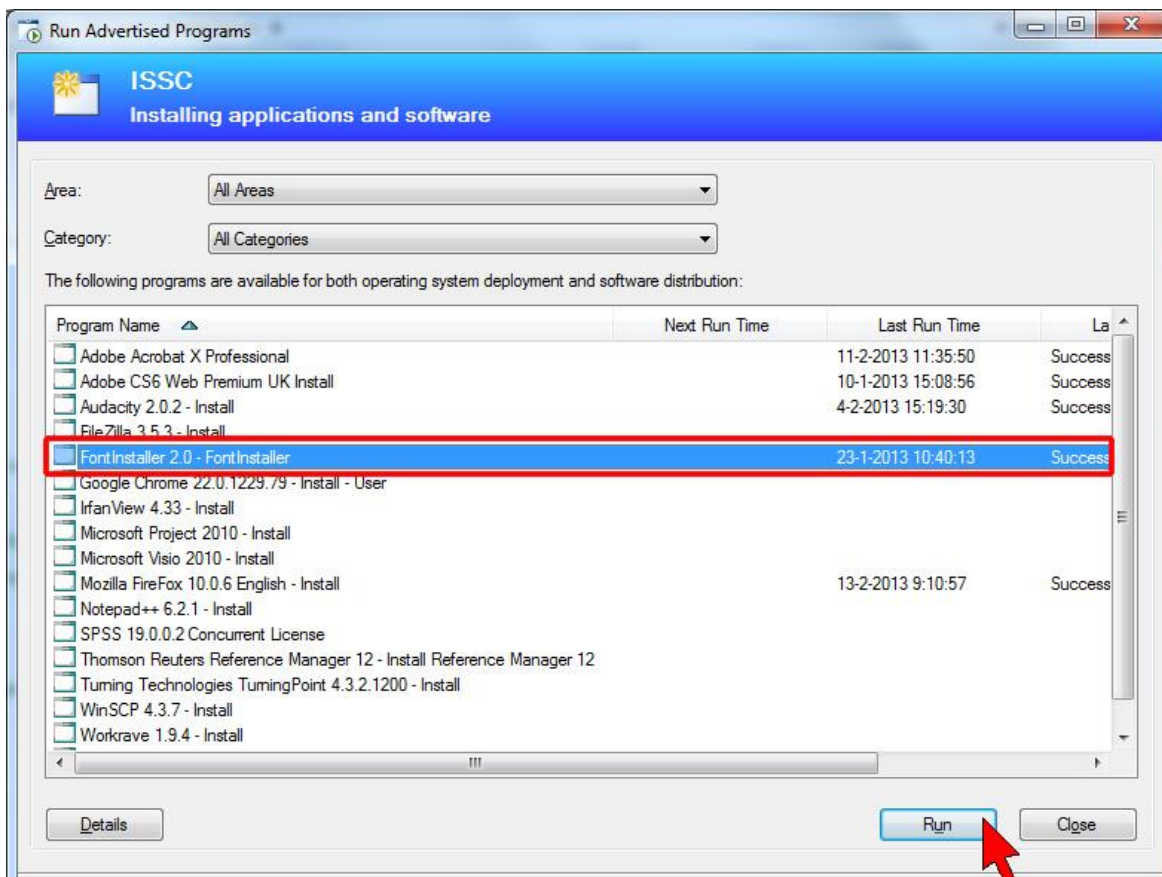 Run Advertised Programs
ISSC
Installing applications and software
Area: All Areas
Category: All Categories
The following programs are available for both operating system deployment and software distribution:
Program Name Next Run Time Last Run Time La
Adobe Acrobat X Professional 11-2-2013 11:35:50 Success
Adobe CS6 Web Premium UK Install 10-1-2013 15:08:56 Success
Audacity 2.0.2 - Install 4-2-2013 15:19:30 Success
FileZilla 3.5.3 - Install
FontInstaller 2.0 - FontInstaller 23-1-2013 10:40:13 Success
Google Chrome 22.0.1229.79 - Install - User
IrfanView 4.33 - Install
Microsoft Project 2010 - Install
Microsoft Visio 2010 - Install
Mozilla FireFox 10.0.6 English - Install 13-2-2013 9:10:57 Success
Notepad++ 6.2.1 - Install
SPSS 19.0.0.2 Concurrent License
Thomson Reuters Reference Manager 12 - Install Reference Manager 12
Turning Technologies TurningPoint 4.3.2.1200 - Install
WinSCP 4.3.7 - Install
Workrave 1.9.4 - Install
Details Run Close